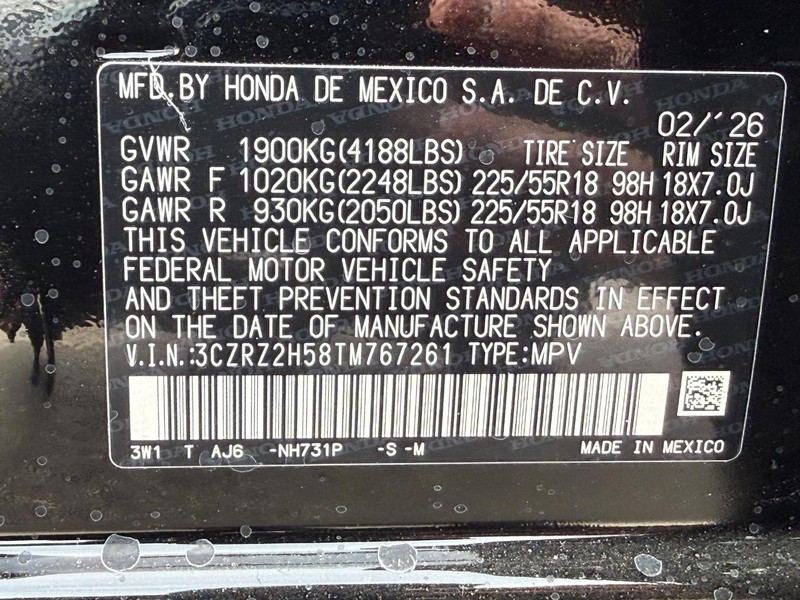 MFD.BY HONDA DE MEXICO S.A. DE C.V.
02/'26
GVWR 1900KG(4188LBS) TIRE SIZE RIM SIZE
GAWR F 1020KG(2248LBS) 225/55R18 98H 18X7.0J
GAWR R 930KG(2050LBS) 225/55R18 98H 18X7.0J
THIS VEHICLE CONFORMS TO ALL APPLICABLE
FEDERAL MOTOR VEHICLE SAFETY
AND THEFT PREVENTION STANDARDS IN EFFECT
ON THE DATE OF MANUFACTURE SHOWN ABOVE.
V.I.N.:3CZRZ2H58TM767261 TYPE:MPV
3W1 T AJ6 -NH731P -S -M MADE IN MEXICO